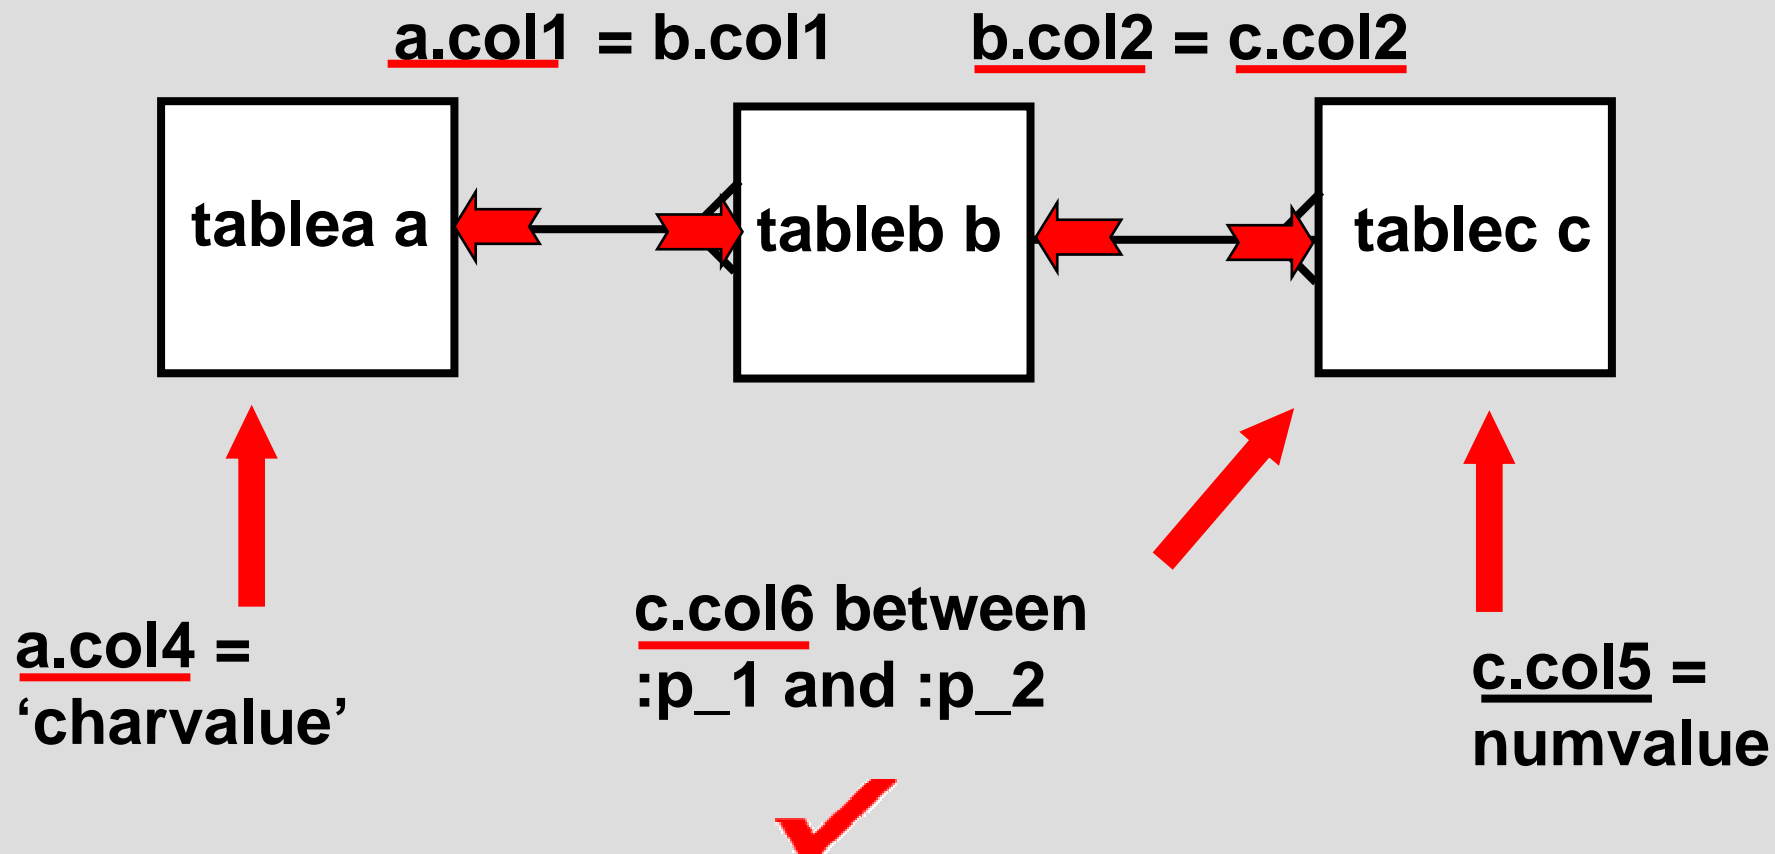 a.col1 = b.col1
b.col2 = c.col2
tablea a
tableb b
tablec c
a.col4 =
‘charvalue’
c.col6 between
:p_1 and :p_2
c.col5 =
numvalue